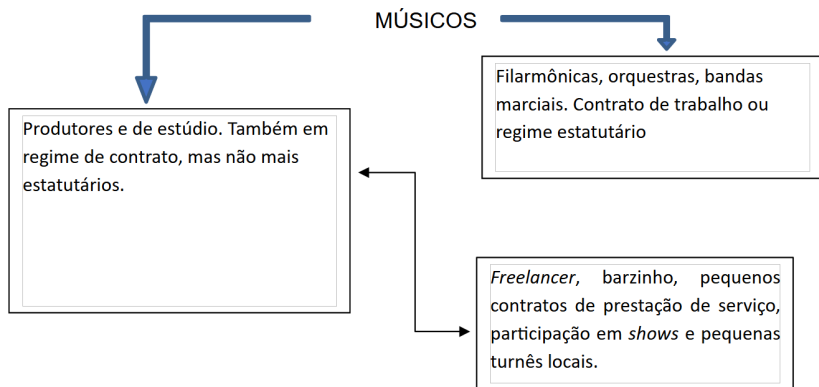 MÚSICOS
Produtores e de estúdio. Também em
regime de contrato, mas não mais
estatutários.
Filarmônicas, orquestras, bandas
marciais. Contrato de trabalho ou
regime estatutário
Freelancer, barzinho, pequenos
contratos de prestação de serviço,
participação em shows e pequenas
turnês locais.